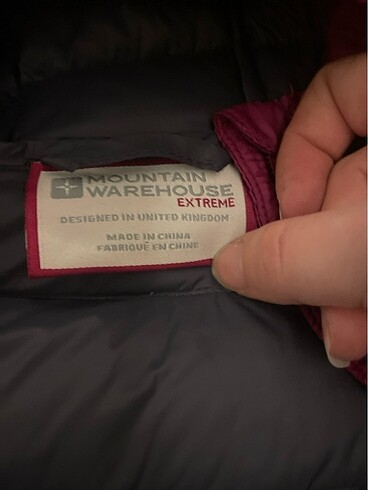 MOUNTAIN
WAREHOUSE
EXTREME
DESIGNED IN UNITED KINGDOM
MADE IN CHINA
FABRIQUÉ EN CHINE